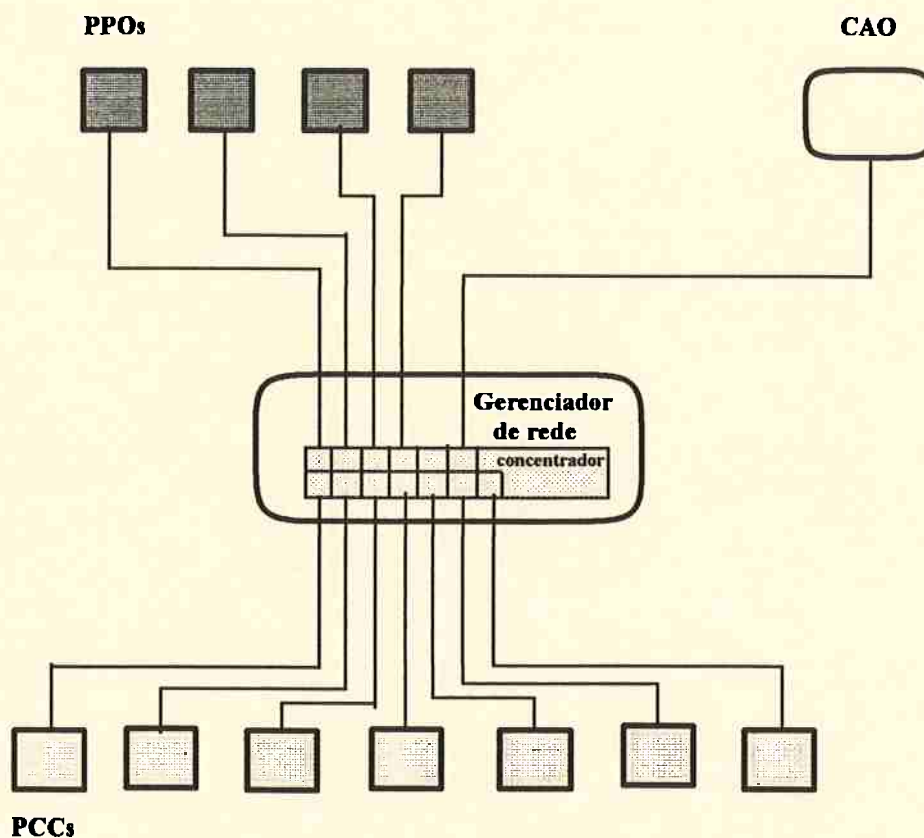 PPOs
CAO
Gerenciador
de rede
concentrador
PCCs